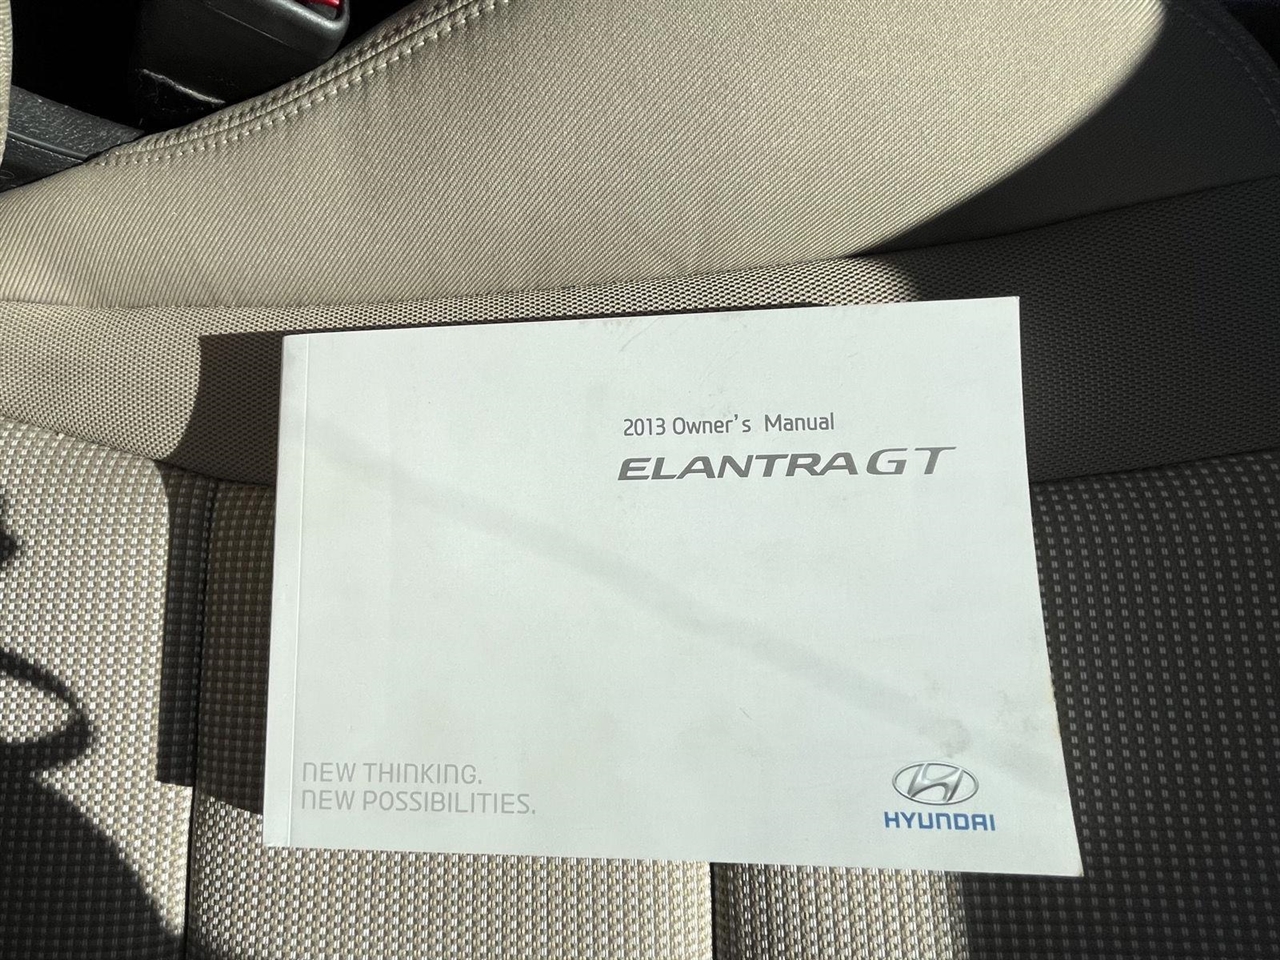 2013 Owner's Manual
ELANTRA GT
NEW THINKING.
NEW POSSIBILITIES.
HYUNDAI